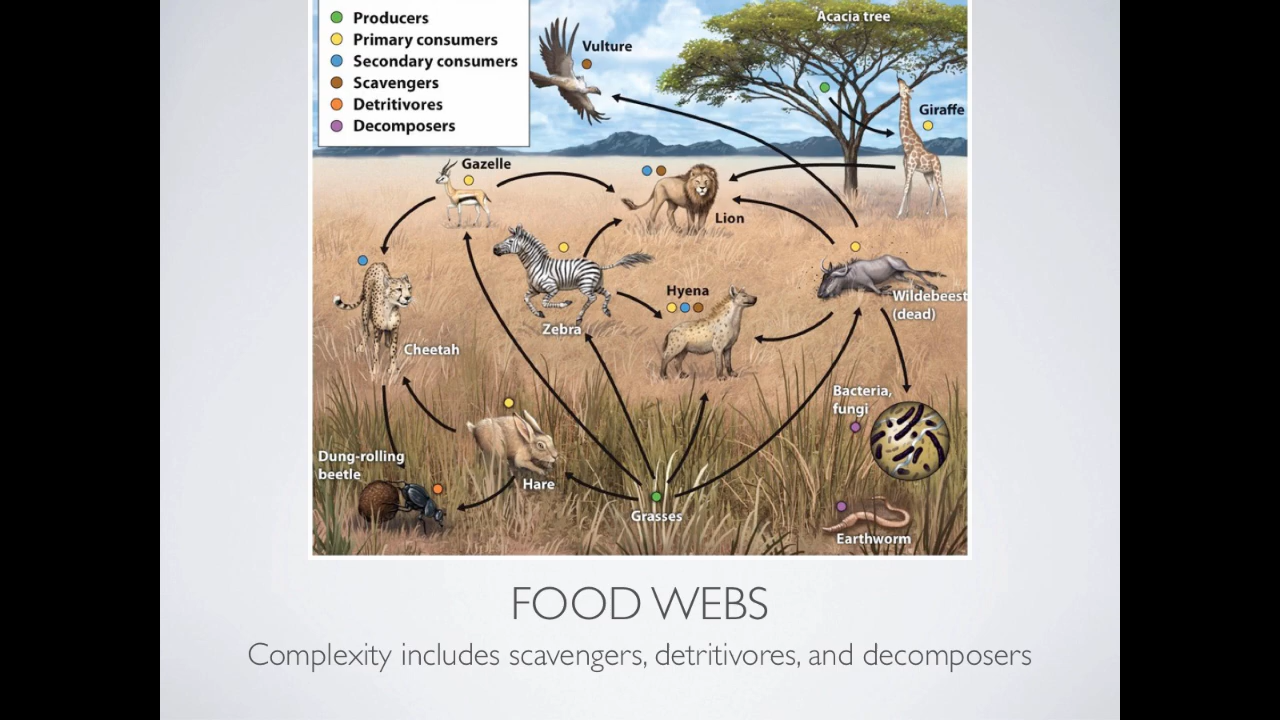 Producers
Primary consumers
Secondary consumers
Scavengers
Detritivores
Decomposers
Vulture
Acacia tree
Giraffe
Gazelle
Lion
Hyena
Wildebeest
(dead)
Zebra
Cheetah
Bacteria,
fungi
Dung-rolling
beetle
Hare
Grasses
Earthworm
FOOD WEBS
Complexity includes scavengers, detritivores, and decomposers